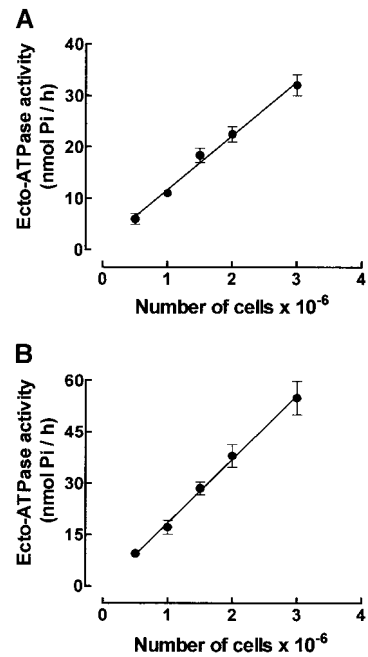 A
Ecto-ATPase activity
(nmol Pi / h)
40
30
20
10
0
0 1 2 3 4
Number of cells x 10-6
B
Ecto-ATPase activity
(nmol Pi / h)
60
45
30
15
0
0 1 2 3 4
Number of cells x 10-6